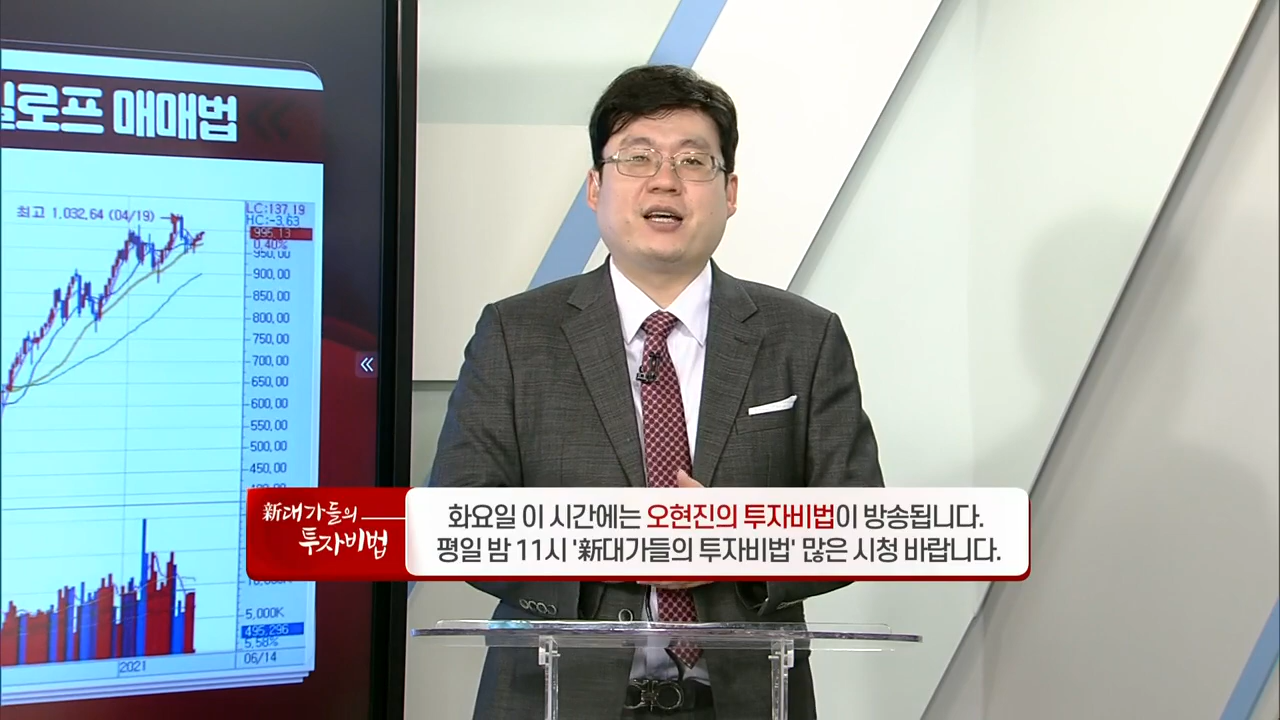 일로프 매매법
최고 1,032,64 (04/19)
LC:137,19
HC:-3,63
995,13
0,40%
950,00
900,00
850,00
800,00
750,00
700,00
650,00
600,00
550,00
500,00
450,00
5,000K
495,296
5,58%
2021
06/14
新대가들의
투자비법
화요일 이 시간에는 오현진의 투자비법이 방송됩니다.
평일 밤 11시 '新대가들의 투자비법' 많은 시청 바랍니다.